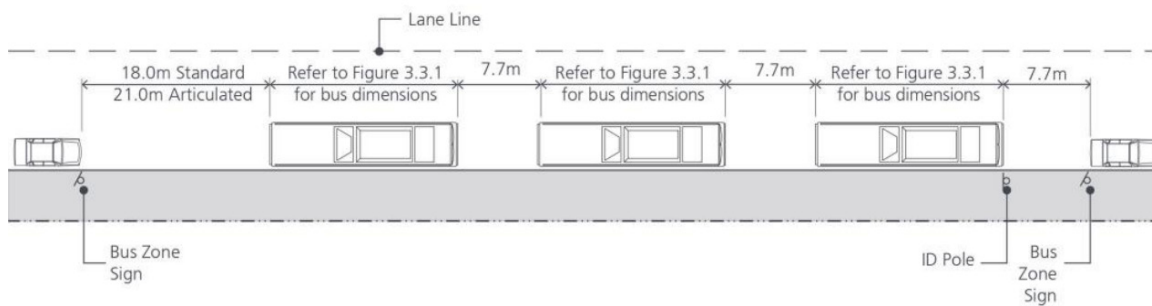 Lane Line
18.0m Standard
21.0m Articulated
Refer to Figure 3.3.1
for bus dimensions
7.7m
Refer to Figure 3.3.1
for bus dimensions
7.7m
Refer to Figure 3.3.1
for bus dimensions
7.7m
Bus Zone
Sign
ID Pole
Bus
Zone
Sign